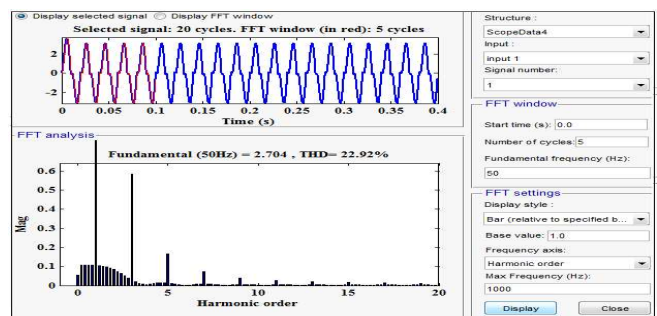 Display selected signal Display FFT window
Selected signal: 20 cycles. FFT window (in red): 5 cycles
2
0
-2
0 0.05 0.1 0.15 0.2 0.25 0.3 0.35 0.4
Time (s)
FFT analysis
Fundamental (50Hz) = 2.704 , THD= 22.92%
0.6
0.5
0.4
0.3
0.2
0.1
0
Mag
0 5 10 15 20
Harmonic order
Structure :
ScopeData4
Input :
input 1
Signal number:
1
FFT window
Start time (s): 0.0
Number of cycles: 5
Fundamental frequency (Hz):
50
FFT settings
Display style :
Bar (relative to specified b...
Base value: 1.0
Frequency axis:
Harmonic order
Max Frequency (Hz):
1000
Display Close